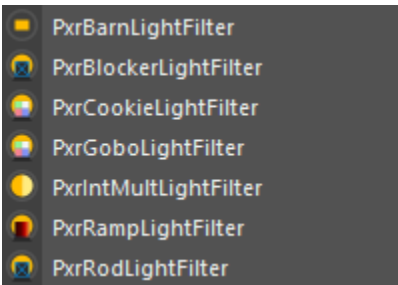 PxrBarnLightFilter
PxrBlockerLightFilter
PxrCookieLightFilter
PxrGoboLightFilter
PxrIntMultLightFilter
PxrRampLightFilter
PxrRodLightFilter